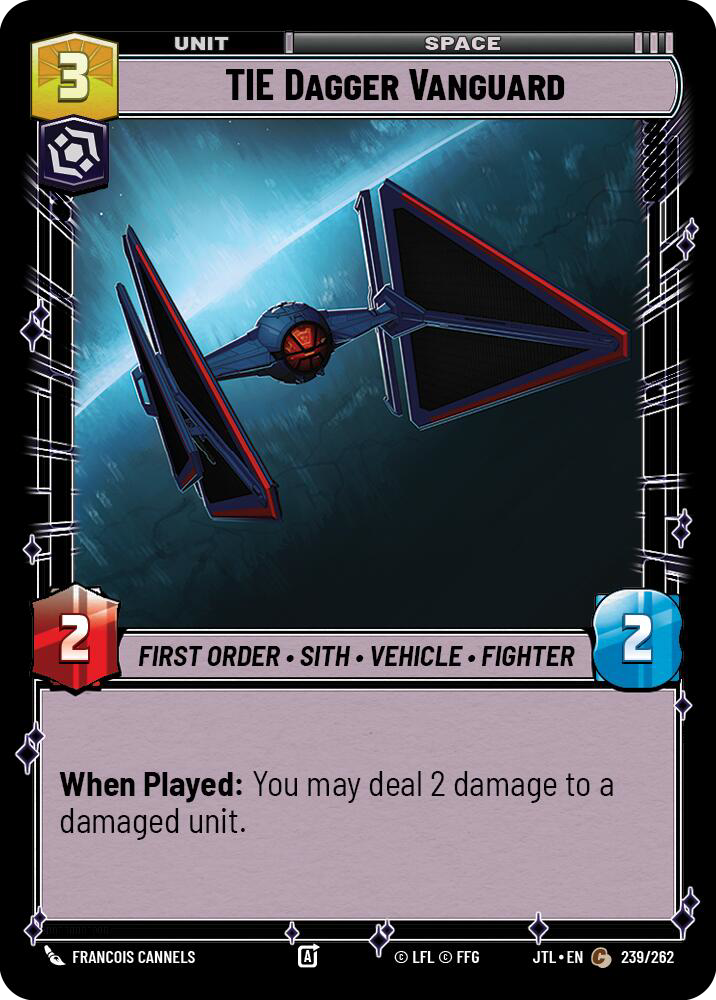 UNIT
SPACE
3
TIE DAGGER VANGUARD
2
FIRST ORDER • SITH • VEHICLE • FIGHTER
2
When Played: You may deal 2 damage to a
damaged unit.
FRANCOIS CANNELS
A
© LFL © FFG
JTL • EN
C
239/262